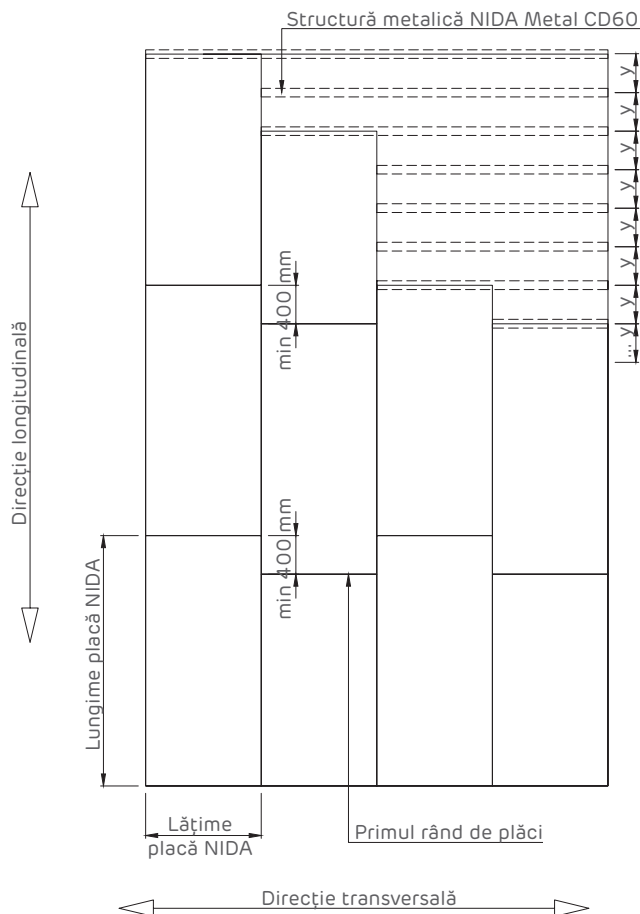 Structură metalică NIDA Metal CD60
y
y
y
y
y
y
y
... y
min 400 mm
Direcție longitudinală
min 400 mm
Lungime placă NIDA
Lățime
placă NIDA
Primul rând de plăci
Direcție transversală